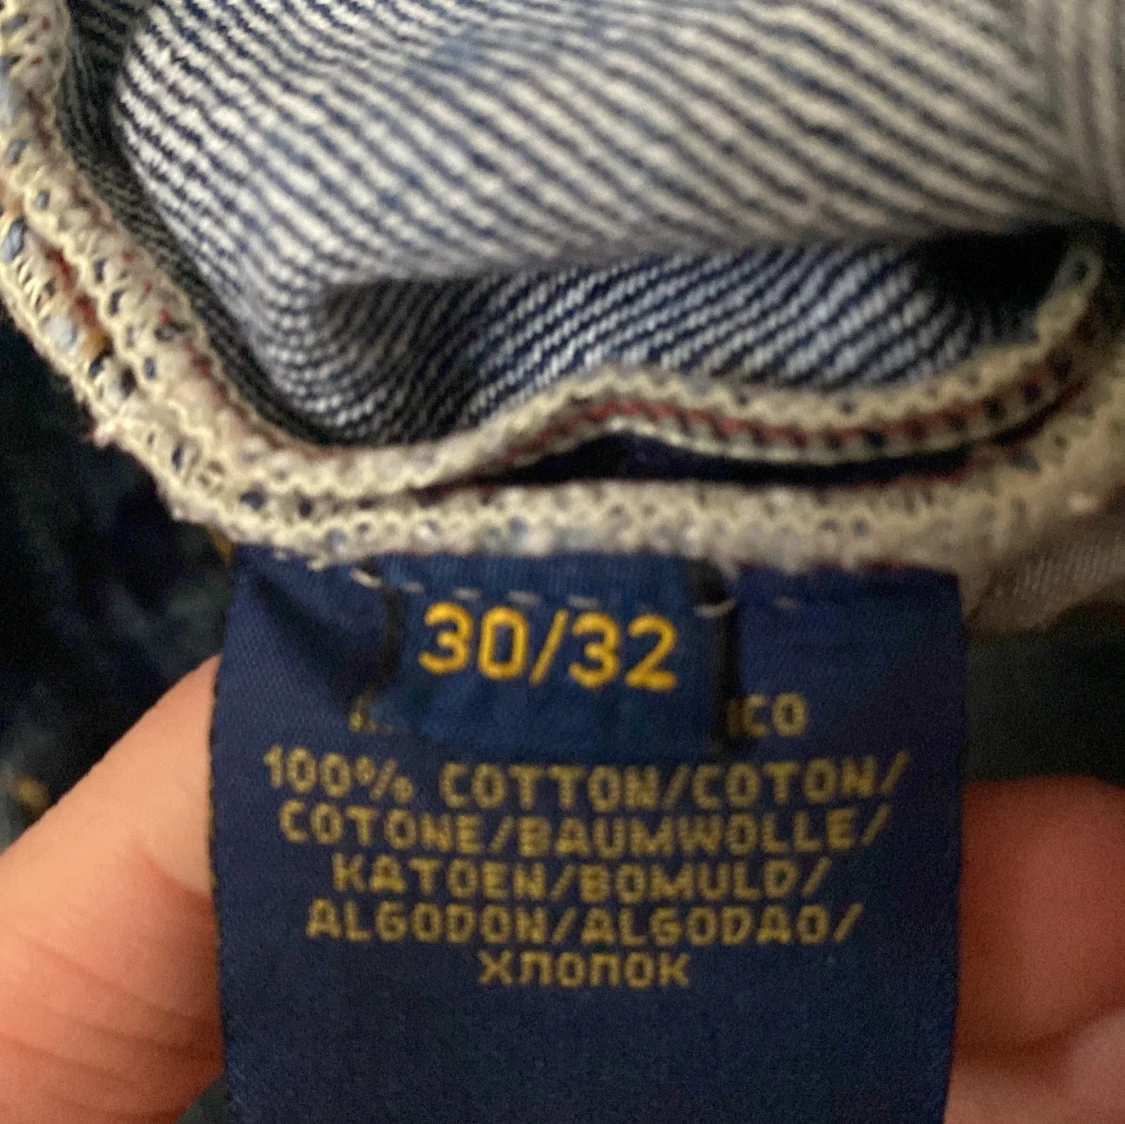 30/32
100% COTTON/COTON/
COTONE/BAUMWOLLE/
KATOEN/BOMULD/
ALGODON/ALGODAO/
ХЛОПОК